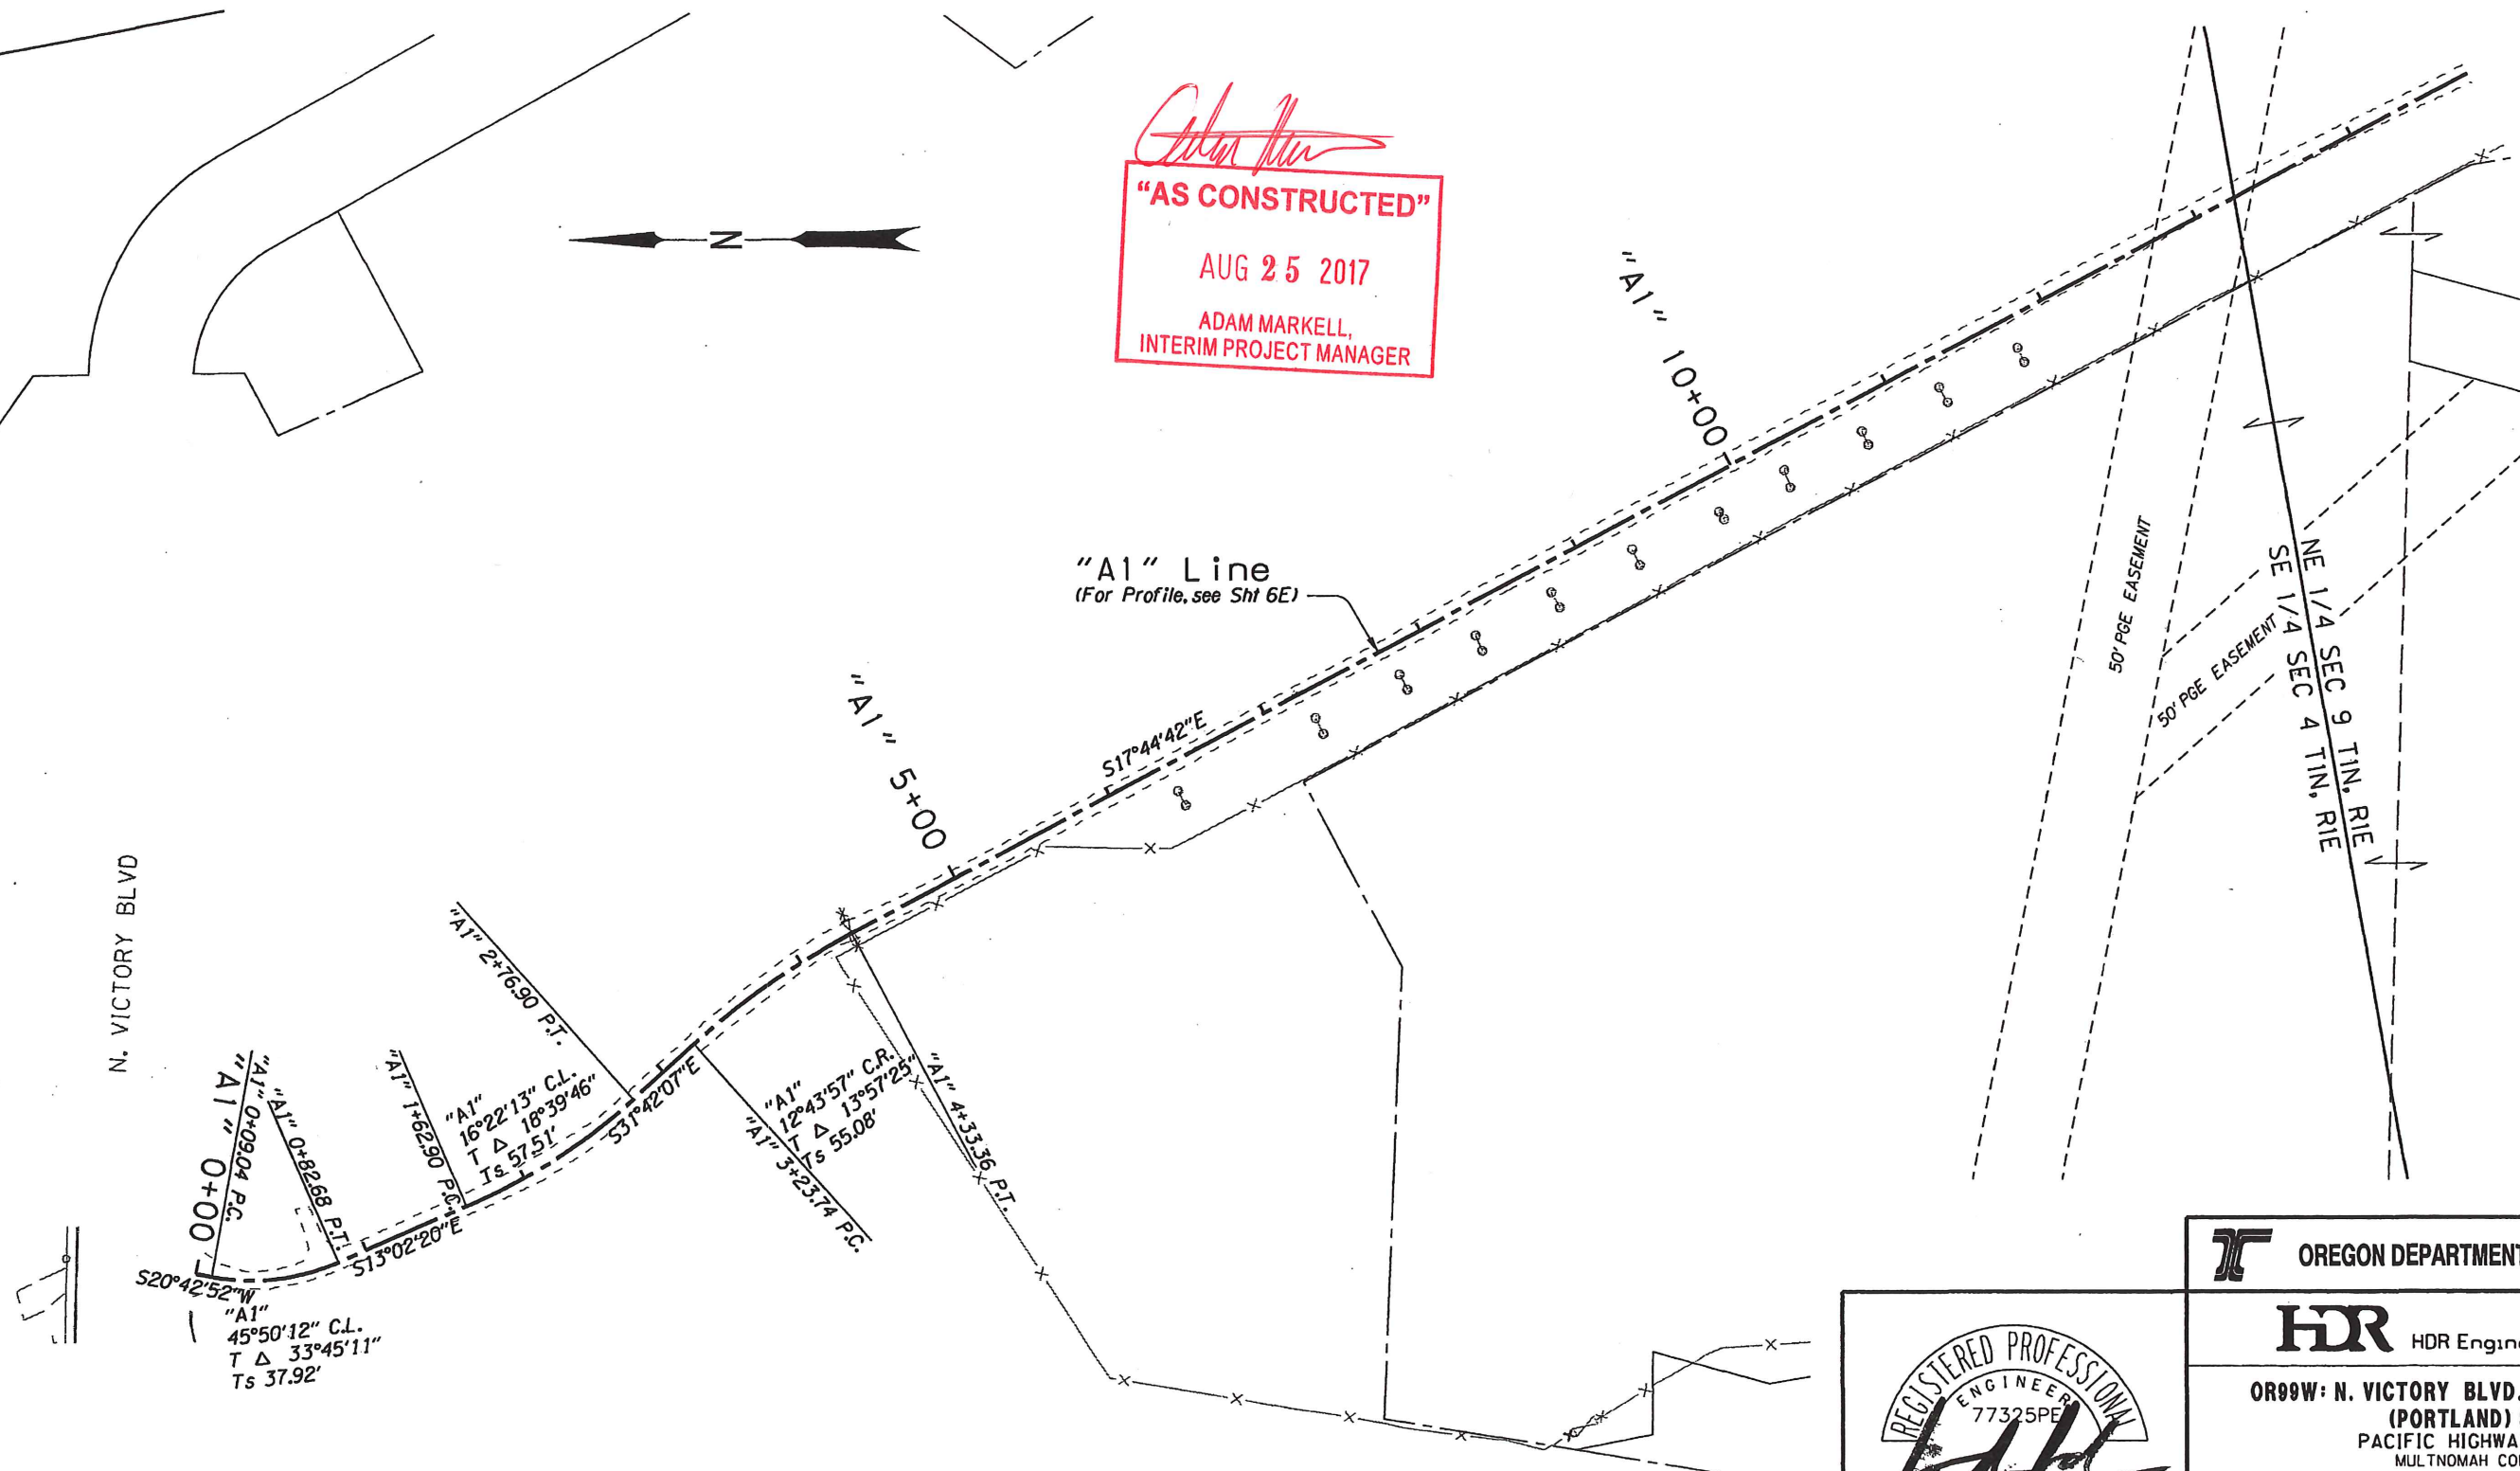 "AS CONSTRUCTED"
AUG 25 2017
ADAM MARKELL,
INTERIM PROJECT MANAGER
N
"A1" 10+00
"A1" Line
(For Profile, see Sht 6E)
S17°44'42"E
"A1" 5+00
50' PGE EASEMENT
50' PGE EASEMENT
NE 1/4 SEC 9 T1N, R1E
SE 1/4 SEC 4 T1N, R1E
N. VICTORY BLVD
"A1" 2+76.90 P.T.
"A1" 0+00
"A1" 0+09.04 P.C.
"A1" 0+82.68 P.T.
"A1" 1+62.90 P.C.
"A1"
16°22'13" C.L.
T Δ 18°39'46"
Ts 57.51'
S31°42'07"E
"A1"
12°43'57" C.R.
T Δ 13°57'25"
Ts 55.08'
"A1" 3+23.74 P.C.
"A1" 4+33.36 P.T.
S13°02'20"E
S20°42'52"W
"A1"
45°50'12" C.L.
T Δ 33°45'11"
Ts 37.92'
OREGON DEPARTMENT
HDR HDR Engin
OR99W: N. VICTORY BLVD.
(PORTLAND)
PACIFIC HIGHWA
MULTNOMAH CO
REGISTERED PROFESSIONAL
ENGINEER
77325PE